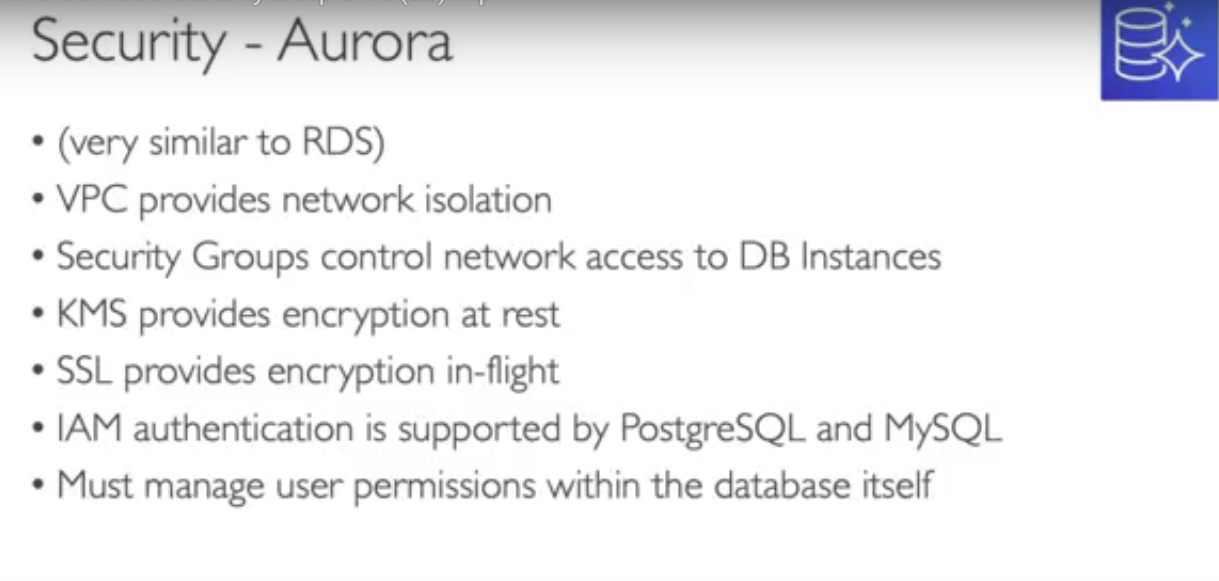 Security - Aurora
• (very similar to RDS)
• VPC provides network isolation
• Security Groups control network access to DB Instances
• KMS provides encryption at rest
• SSL provides encryption in-flight
• IAM authentication is supported by PostgreSQL and MySQL
• Must manage user permissions within the database itself